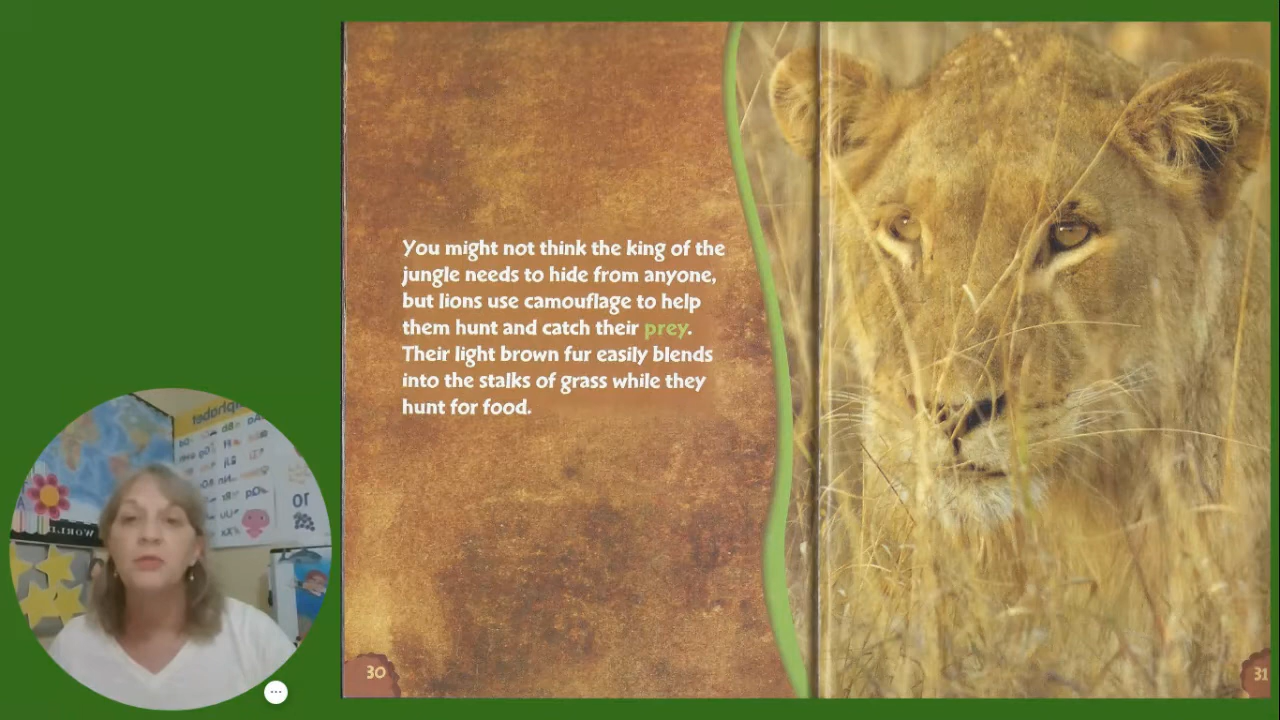 You might not think the king of the
jungle needs to hide from anyone,
but lions use camouflage to help
them hunt and catch their prey.
Their light brown fur easily blends
into the stalks of grass while they
hunt for food.
30
31
or
WORLD